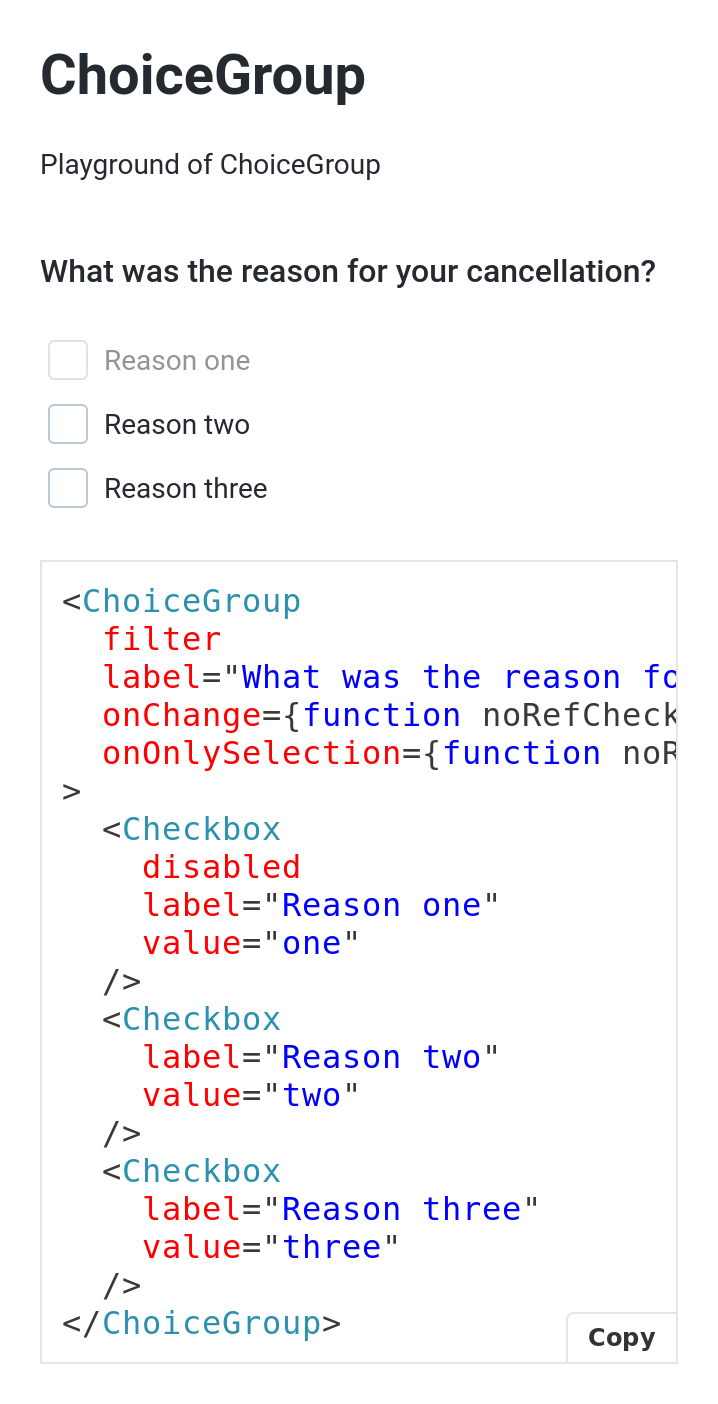 ChoiceGroup
Playground of ChoiceGroup
What was the reason for your cancellation?
Reason one
Reason two
Reason three
<ChoiceGroup
  filter
  label="What was the reason fo
  onChange={function noRefCheck
  onOnlySelection={function noR
>
  <Checkbox
    disabled
    label="Reason one"
    value="one"
  />
  <Checkbox
    label="Reason two"
    value="two"
  />
  <Checkbox
    label="Reason three"
    value="three"
  />
</ChoiceGroup>
Copy